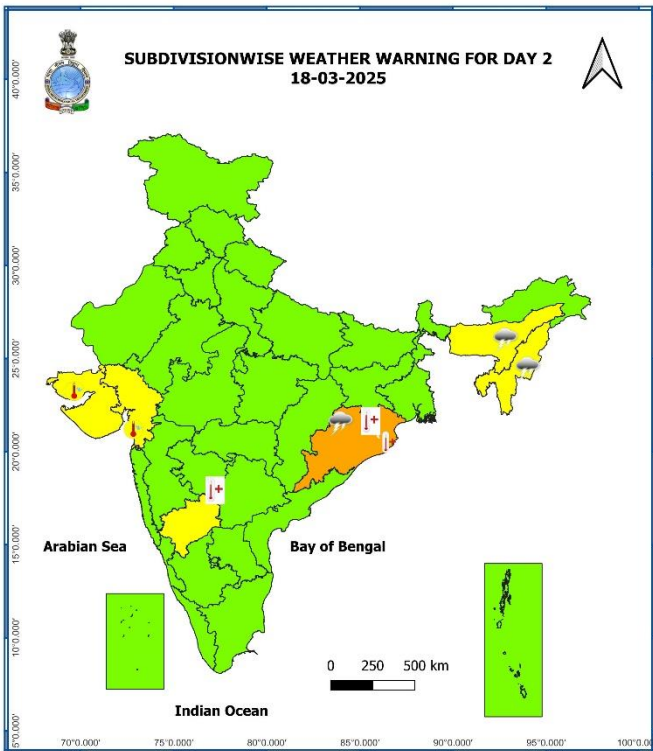 SUBDIVISIONWISE WEATHER WARNING FOR DAY 2
18-03-2025
40°0.000'
35°0.000'
30°0.000'
25°0.000'
20°0.000'
15°0.000'
10°0.000'
5°0.000'
Arabian Sea
Bay of Bengal
0 250 500 km
Indian Ocean
70°0.000' 75°0.000' 80°0.000' 85°0.000' 90°0.000' 95°0.000' 100°0.0